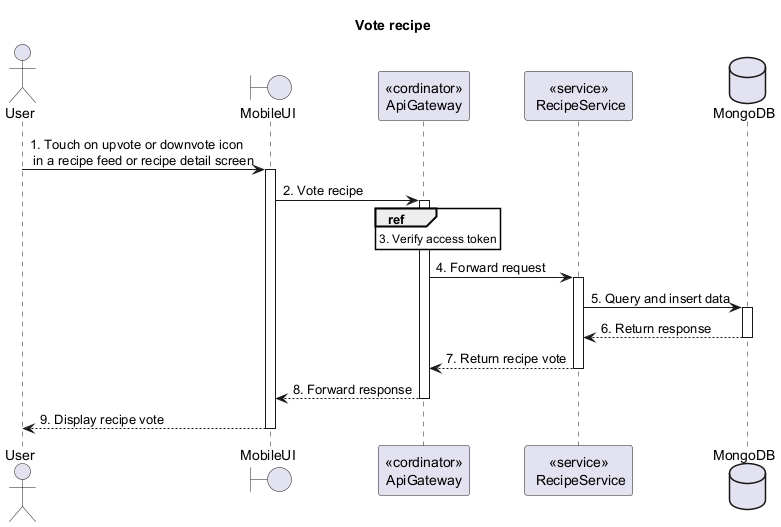 Vote recipe
User
MobileUI
«cordinator»
ApiGateway
«service»
RecipeService
MongoDB
1. Touch on upvote or downvote icon
in a recipe feed or recipe detail screen
2. Vote recipe
ref
3. Verify access token
4. Forward request
5. Query and insert data
6. Return response
7. Return recipe vote
8. Forward response
9. Display recipe vote
User
MobileUI
«cordinator»
ApiGateway
«service»
RecipeService
MongoDB